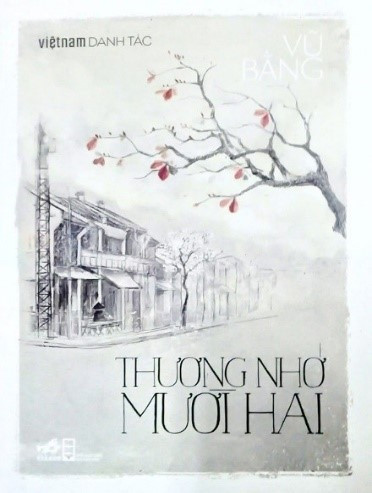 việtnam DANH TÁC
VŨ
BẰNG
THƯƠNG NHỚ
MƯỜI HAI